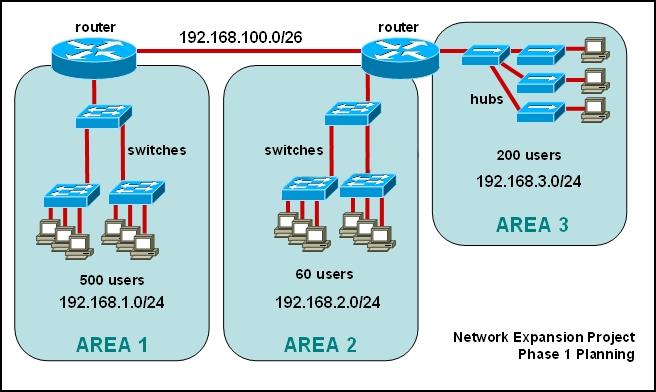 router
192.168.100.0/26
router
hubs
switches
switches
200 users
192.168.3.0/24
AREA 3
500 users
192.168.1.0/24
60 users
192.168.2.0/24
AREA 1
AREA 2
Network Expansion Project
Phase 1 Planning